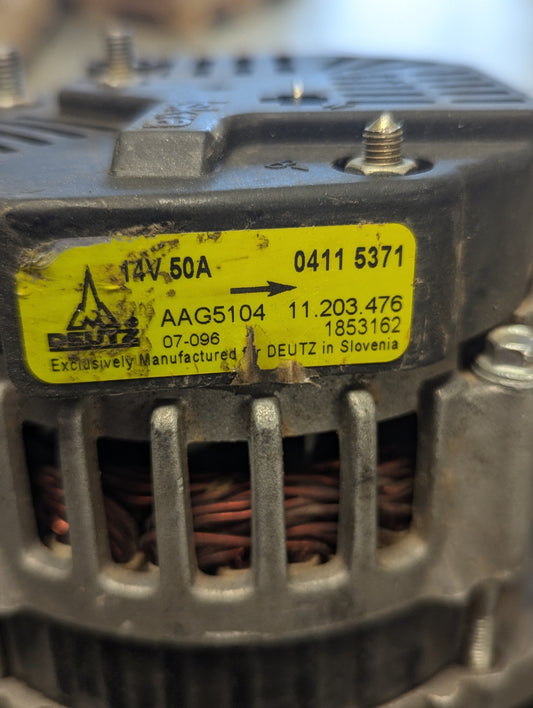 14V 50A
0411 5371
AAG5104
11.203.476
1853162
DEUTZ
07-096
Exclusively Manufactured for DEUTZ in Slovenia